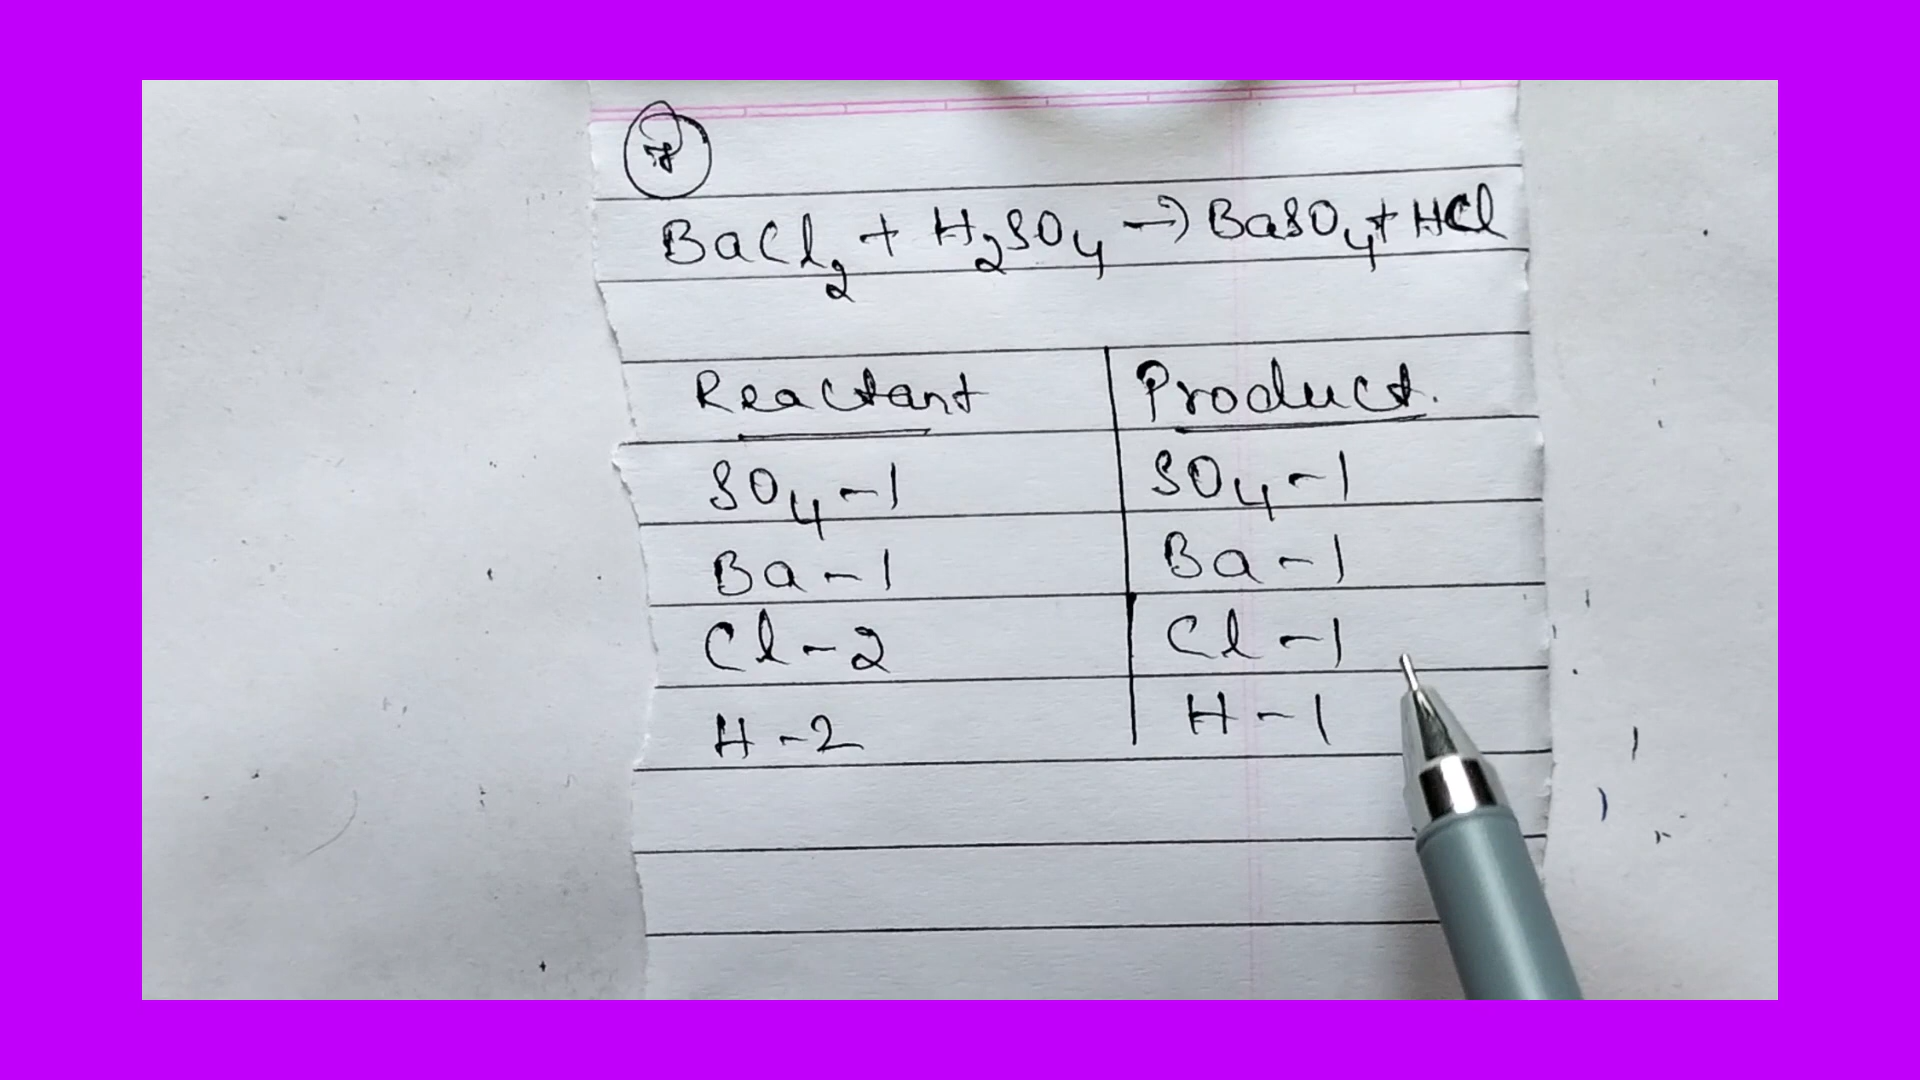 BaCl₂ + H₂SO₄ → BaSO₄ + HCl
Reactant Product.
SO₄ - 1 SO₄ - 1
Ba - 1 Ba - 1
Cl - 2 Cl - 1
H - 2 H - 1